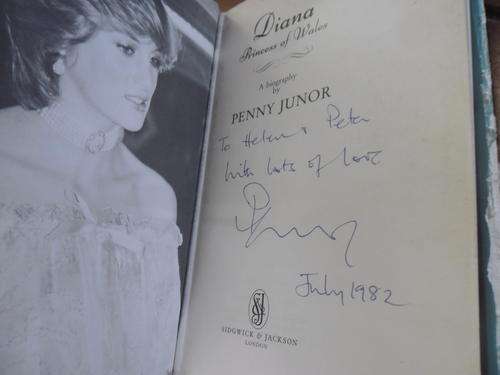 Diana
Princess of Wales
A biography
by
PENNY JUNOR
To Helen & Peter
With lots of love
Penny
July 1982
S&J
SIDGWICK & JACKSON
LONDON